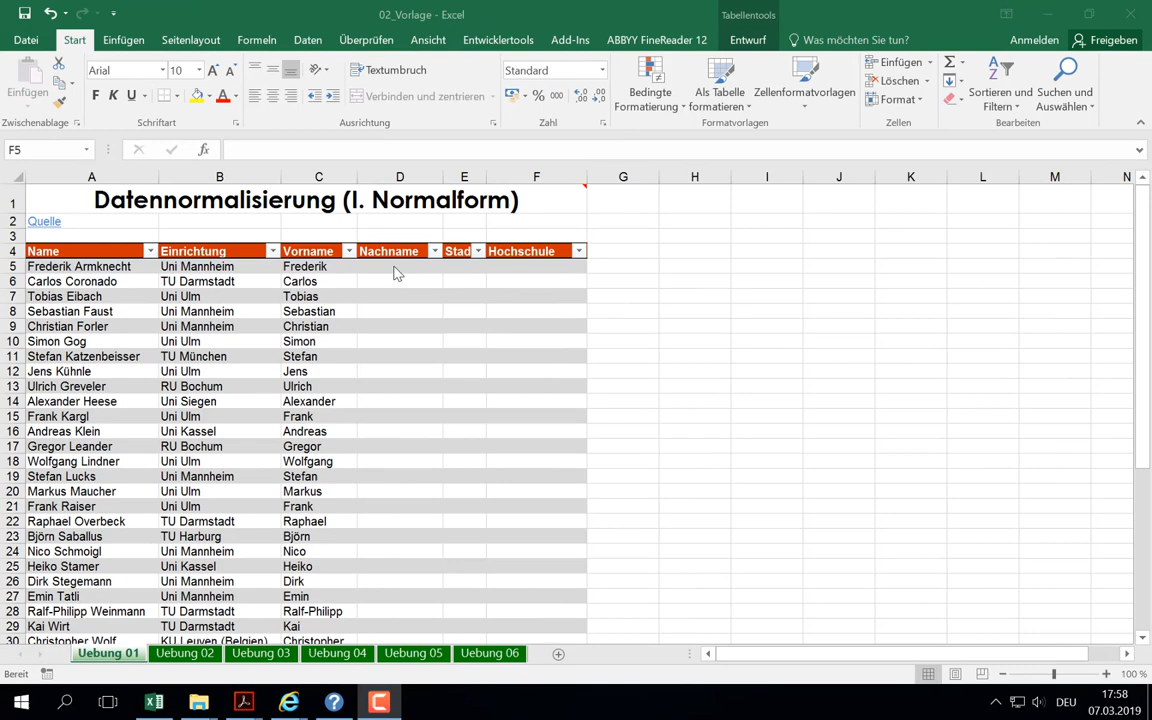 02_Vorlage - Excel
Tabellentools
Datei Start Einfügen Seitenlayout Formeln Daten Überprüfen Ansicht Entwicklertools Add-Ins ABBYY FineReader 12 Entwurf Was möchten Sie tun? Anmelden Freigeben
Einfügen
Arial 10
F K U
Textumbruch
Verbinden und zentrieren
Standard
% 000
Bedingte Formatierung
Als Tabelle formatieren
Zellenformatvorlagen
Einfügen
Löschen
Format
Sortieren und Filtern
Suchen und Auswählen
Zwischenablage Schriftart Ausrichtung Zahl Formatvorlagen Zellen Bearbeiten
F5 fx
A B C D E F G H I J K L M N
1 Datennormalisierung (I. Normalform)
2 Quelle
3
4 Name Einrichtung Vorname Nachname Stad Hochschule
5 Frederik Armknecht Uni Mannheim Frederik
6 Carlos Coronado TU Darmstadt Carlos
7 Tobias Eibach Uni Ulm Tobias
8 Sebastian Faust Uni Mannheim Sebastian
9 Christian Forler Uni Mannheim Christian
10 Simon Gog Uni Ulm Simon
11 Stefan Katzenbeisser TU München Stefan
12 Jens Kühnle Uni Ulm Jens
13 Ulrich Greveler RU Bochum Ulrich
14 Alexander Heese Uni Siegen Alexander
15 Frank Kargl Uni Ulm Frank
16 Andreas Klein Uni Kassel Andreas
17 Gregor Leander RU Bochum Gregor
18 Wolfgang Lindner Uni Ulm Wolfgang
19 Stefan Lucks Uni Mannheim Stefan
20 Markus Maucher Uni Ulm Markus
21 Frank Raiser Uni Ulm Frank
22 Raphael Overbeck TU Darmstadt Raphael
23 Björn Saballus TU Harburg Björn
24 Nico Schmoigl Uni Mannheim Nico
25 Heiko Stamer Uni Kassel Heiko
26 Dirk Stegemann Uni Mannheim Dirk
27 Emin Tatli Uni Mannheim Emin
28 Ralf-Philipp Weinmann TU Darmstadt Ralf-Philipp
29 Kai Wirt TU Darmstadt Kai
30 Christopher Wolf KU Leuven (Belgien) Christopher
Uebung 01 Uebung 02 Uebung 03 Uebung 04 Uebung 05 Uebung 06
Bereit 100 %
DEU 17:58
07.03.2019